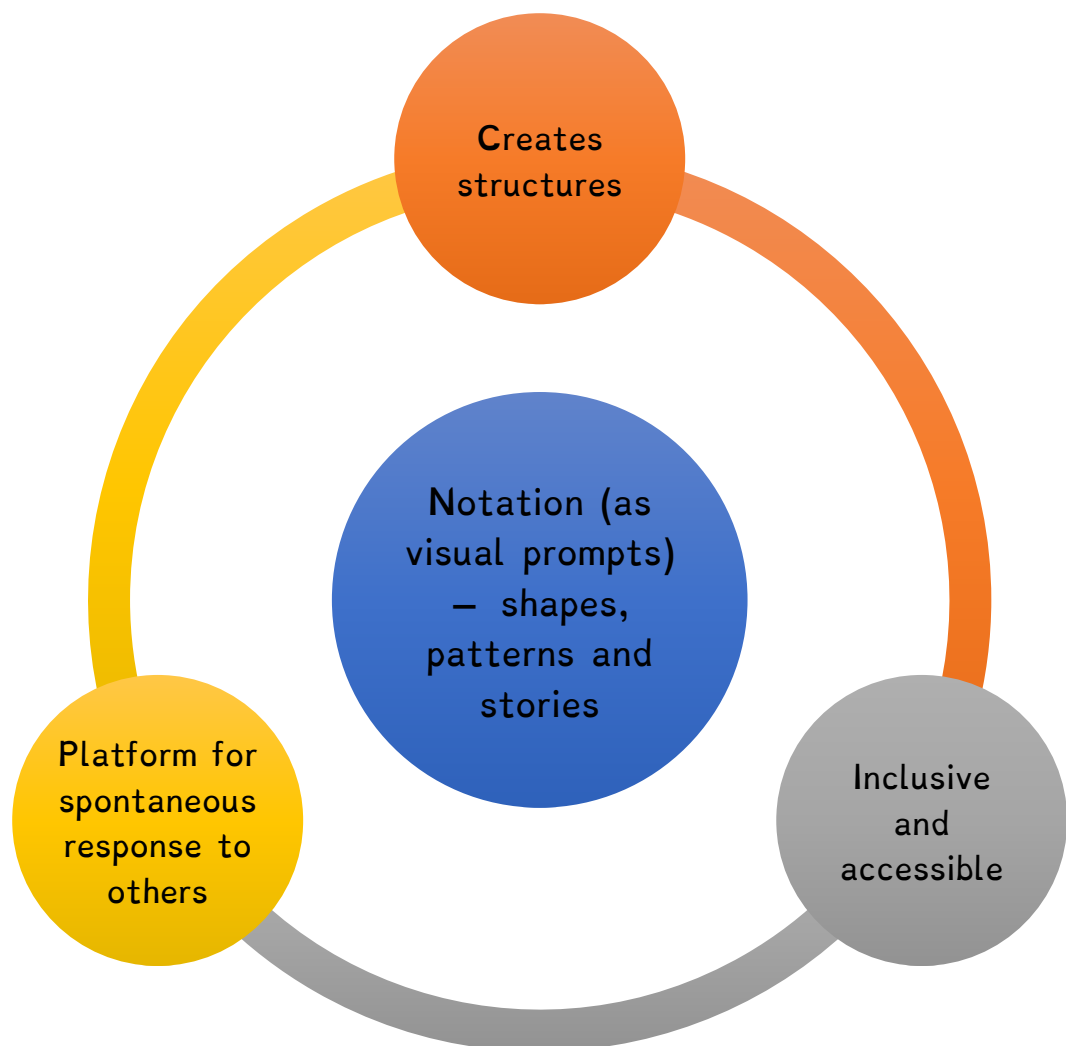 Creates
structures
Notation (as
visual prompts)
– shapes,
patterns and
stories
Platform for
spontaneous
response to
others
Inclusive
and
accessible